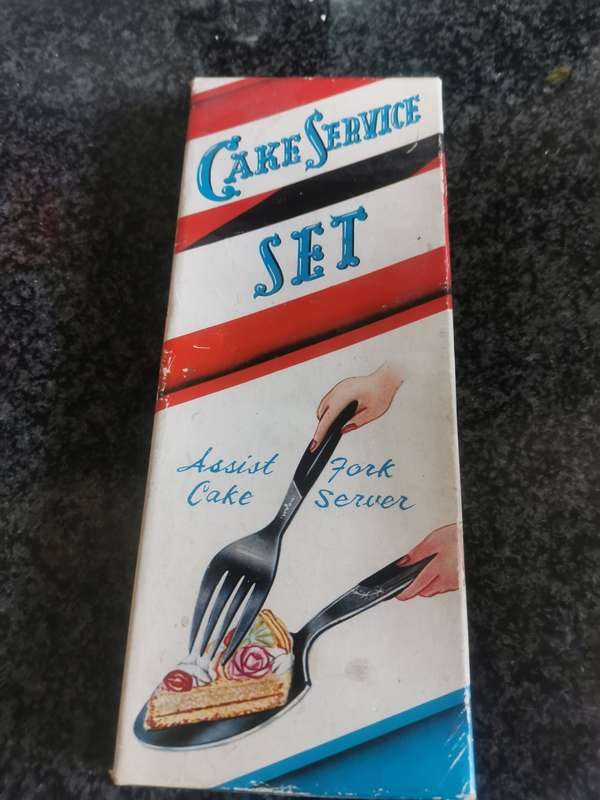 CAKE SERVICE
SET
Assist Fork
Cake Server